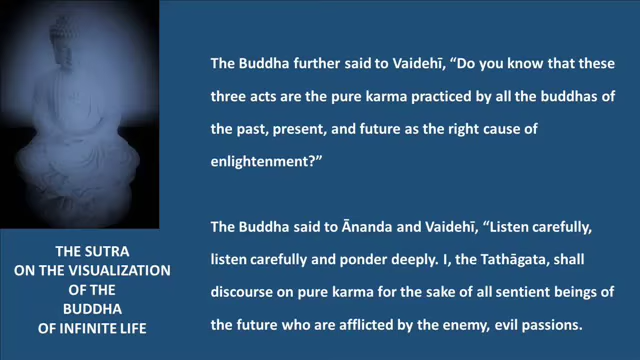 The Buddha further said to Vaidehī, “Do you know that these
three acts are the pure karma practiced by all the buddhas of
the past, present, and future as the right cause of
enlightenment?”
The Buddha said to Ānanda and Vaidehī, “Listen carefully,
listen carefully and ponder deeply. I, the Tathāgata, shall
discourse on pure karma for the sake of all sentient beings of
the future who are afflicted by the enemy, evil passions.
THE SUTRA
ON THE VISUALIZATION
OF THE
BUDDHA
OF INFINITE LIFE